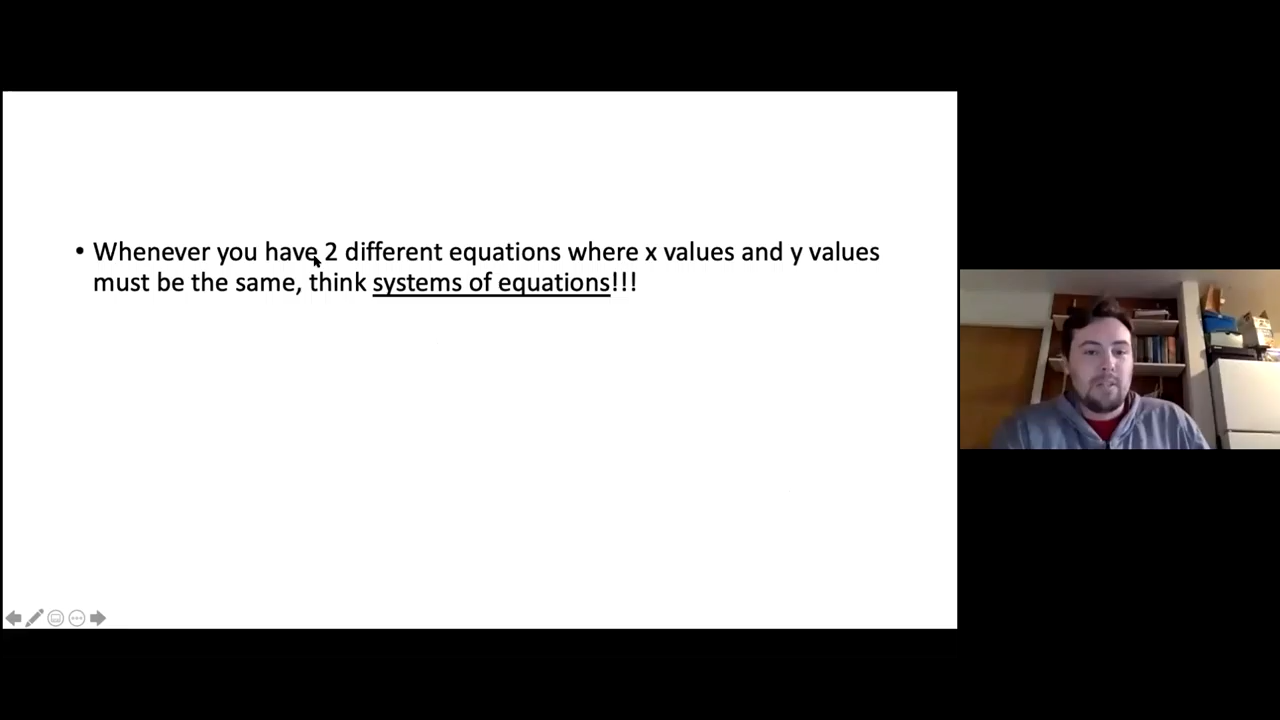 • Whenever you have 2 different equations where x values and y values
must be the same, think systems of equations!!!